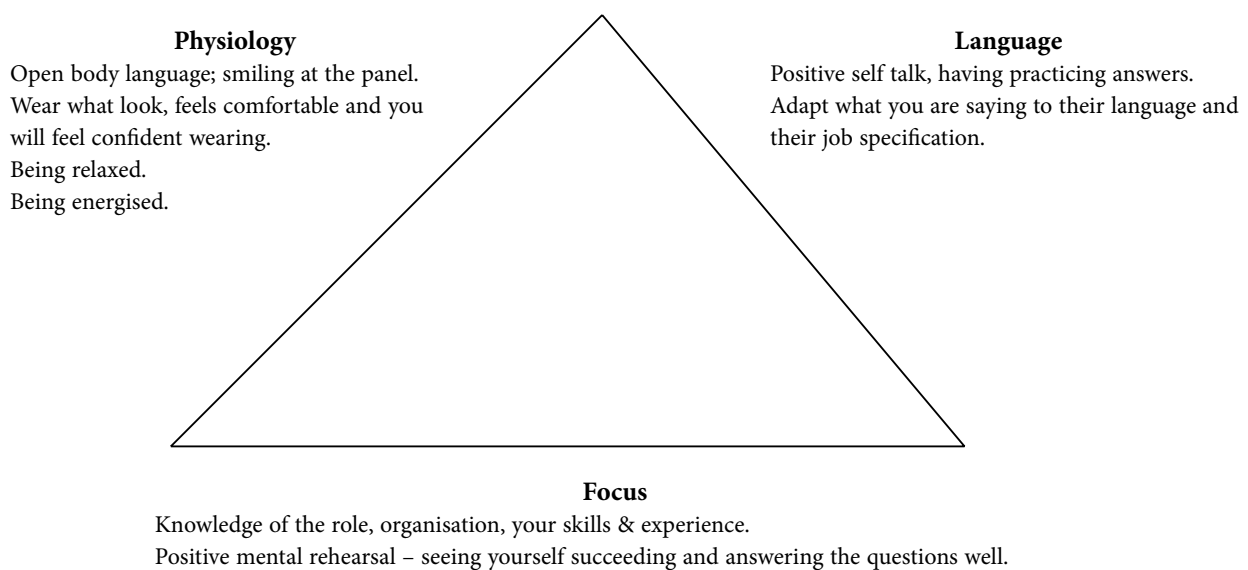 Physiology
Open body language; smiling at the panel.
Wear what look, feels comfortable and you
will feel confident wearing.
Being relaxed.
Being energised.
Language
Positive self talk, having practicing answers.
Adapt what you are saying to their language and
their job specification.
Focus
Knowledge of the role, organisation, your skills & experience.
Positive mental rehearsal – seeing yourself succeeding and answering the questions well.